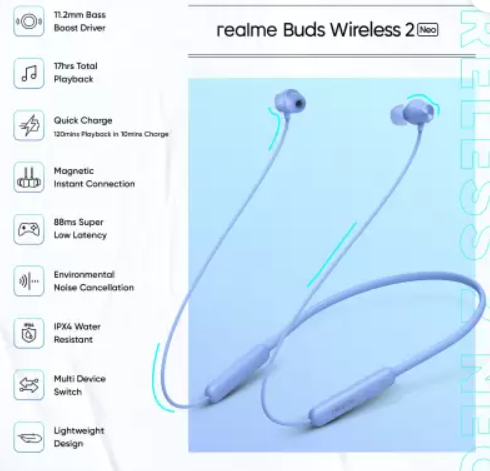 11.2mm Bass
Boost Driver
realme Buds Wireless 2 Neo
17hrs Total
Playback
Quick Charge
120mins Playback in 10mins Charge
Magnetic
Instant Connection
88ms Super
Low Latency
Environmental
Noise Cancellation
IPX4 Water
Resistant
Multi Device
Switch
Lightweight
Design